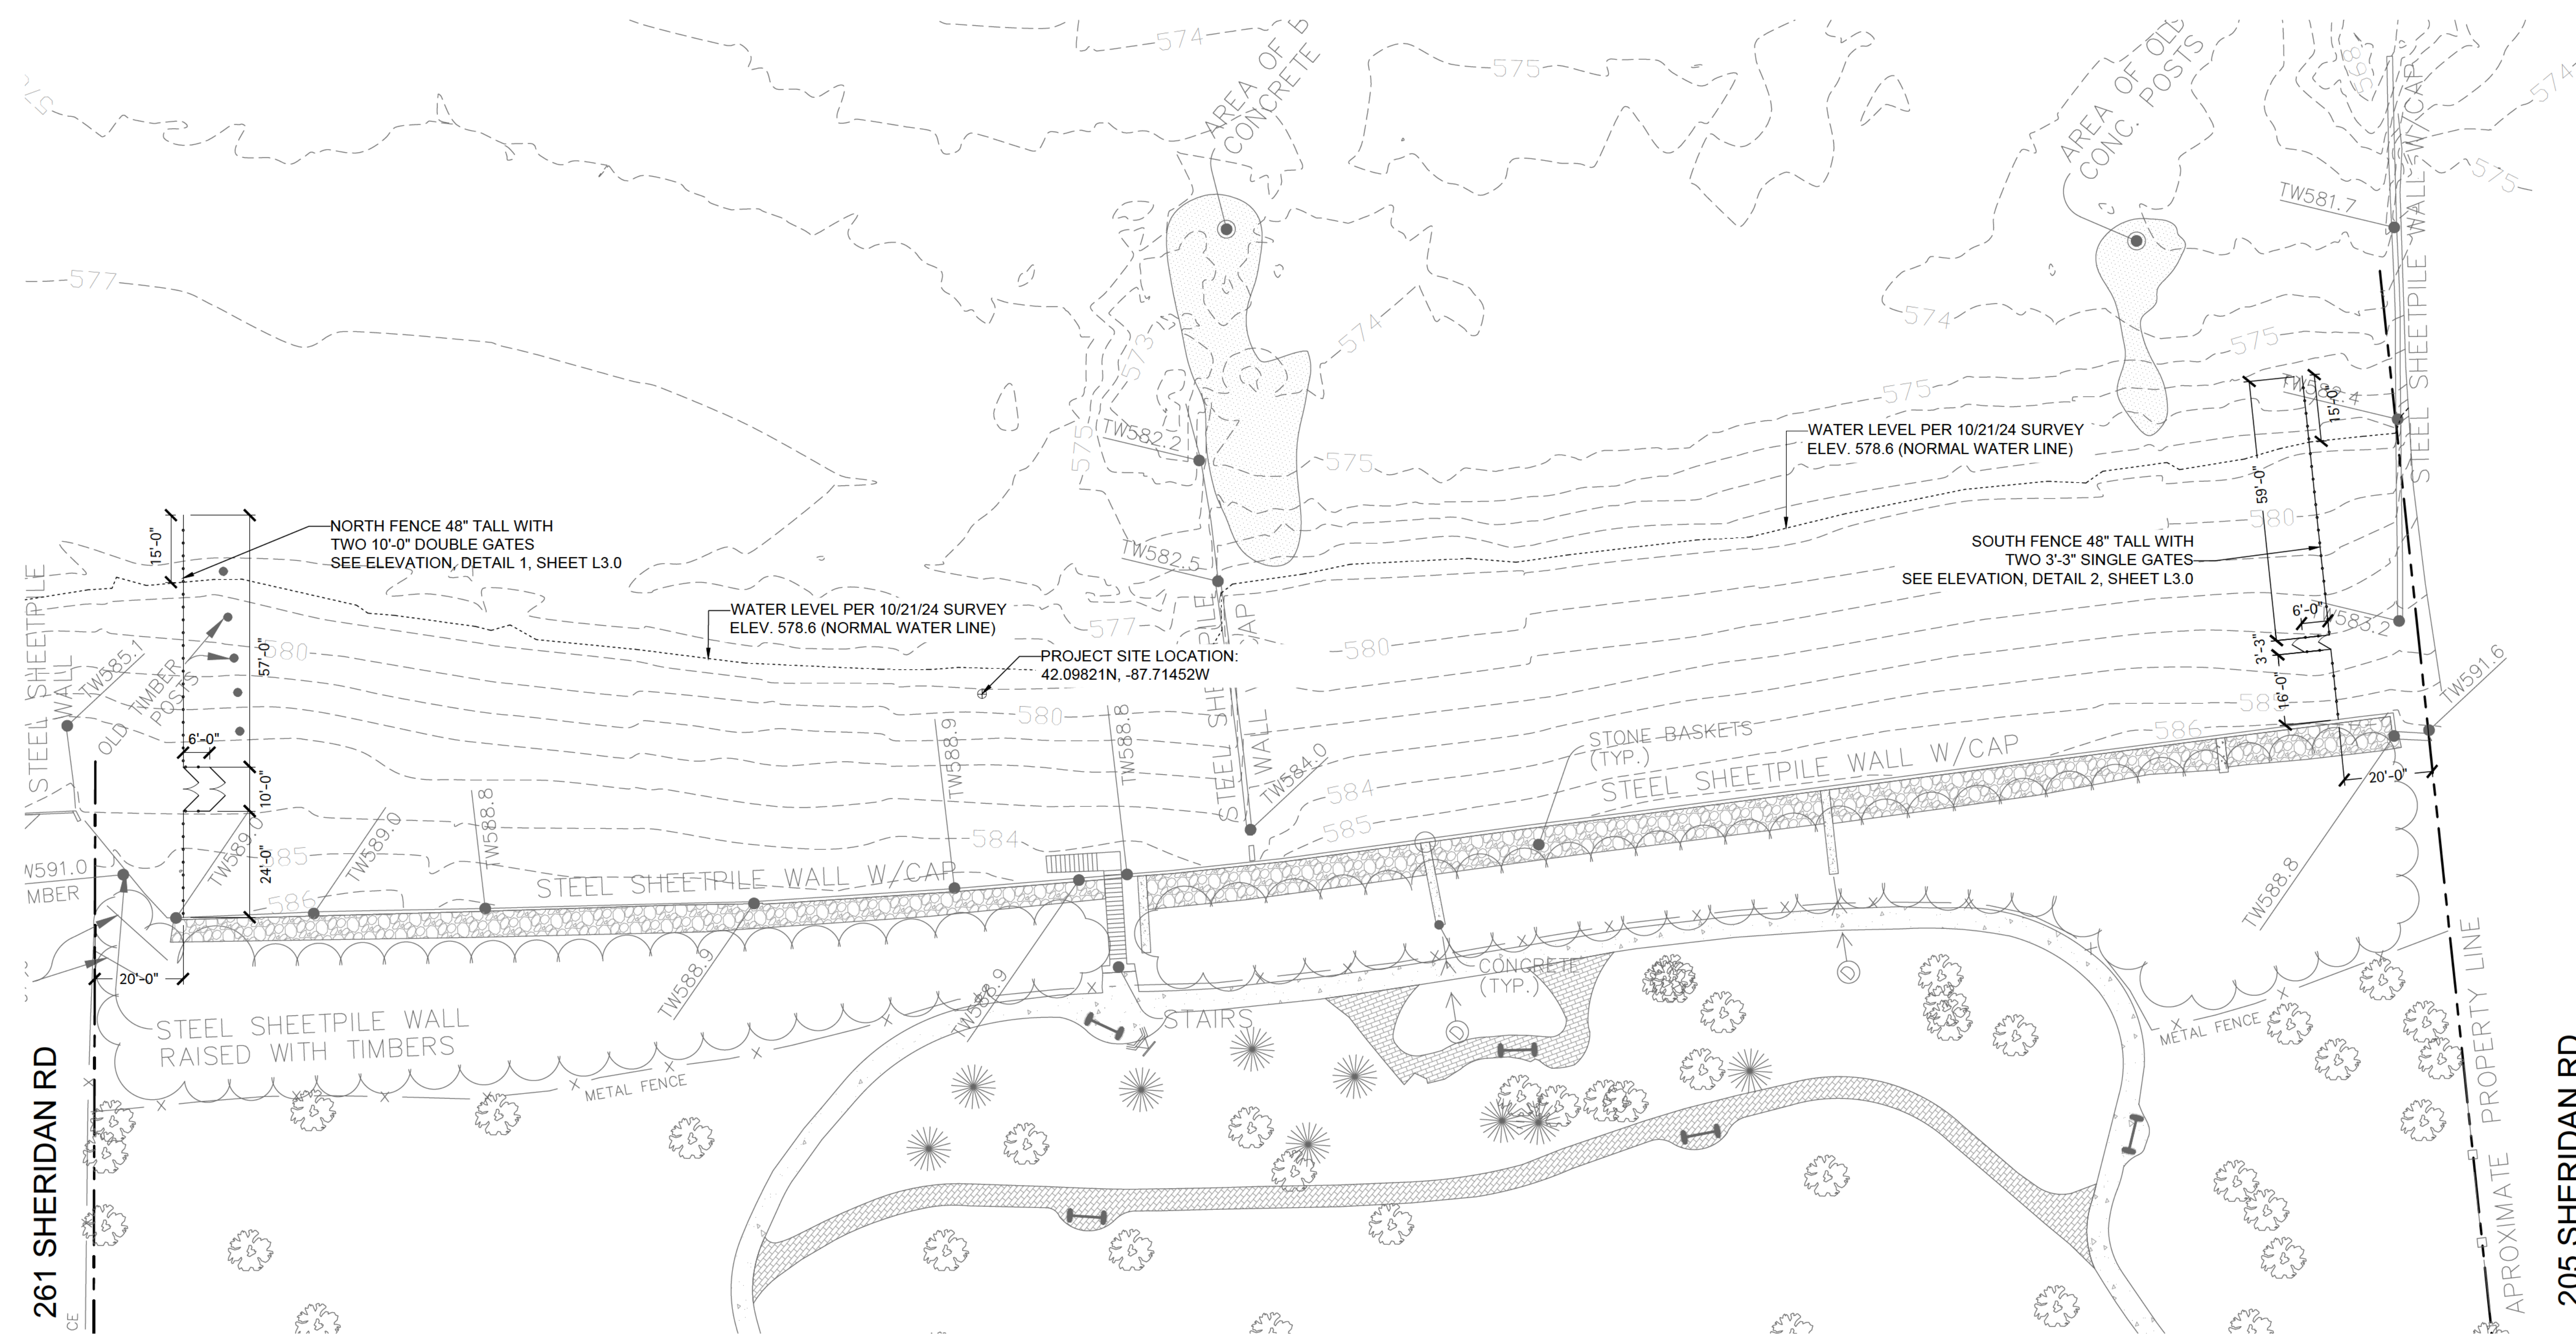 574
575
AREA OF B
CONCRETE
AREA OF OLD
CONC. POSTS
574
575
577
TW581.7
STEEL SHEETPILE WALL W/CAP
573
574
574
575
575
TW582.2
575
575
WATER LEVEL PER 10/21/24 SURVEY
ELEV. 578.6 (NORMAL WATER LINE)
15'-0"
59'-0"
580
15'-0"
NORTH FENCE 48" TALL WITH
TWO 10'-0" DOUBLE GATES
SEE ELEVATION, DETAIL 1, SHEET L3.0
TW582.5
SOUTH FENCE 48" TALL WITH
TWO 3'-3" SINGLE GATES
SEE ELEVATION, DETAIL 2, SHEET L3.0
WATER LEVEL PER 10/21/24 SURVEY
ELEV. 578.6 (NORMAL WATER LINE)
577
6'-0"
TW583.2
STEEL SHEETPILE
WALL
TW585.1
OLD TIMBER
POSTS
580
57'-0"
PROJECT SITE LOCATION:
42.09821N, -87.71452W
580
3'-3"
16'-0"
TW591.6
580
6'-0"
TW588.9
TW588.8
WALL
TW584.0
STONE BASKETS
(TYP.)
586
STEEL SHEETPILE WALL W/CAP
20'-0"
10'-0"
584
585
584
TW589.0
TW589.0
TW588.8
585
24'-0"
586
W591.0
MBER
STEEL SHEETPILE WALL W/CAP
TW588.8
20'-0"
TW588.9
TW588.9
CONCRETE
(TYP.)
D
D
STAIRS
STEEL SHEETPILE WALL
RAISED WITH TIMBERS
METAL FENCE
METAL FENCE
APPROXIMATE PROPERTY LINE
261 SHERIDAN RD
CE
205 SHERIDAN RD